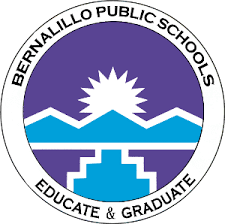 BERNALILLO PUBLIC SCHOOLS
EDUCATE & GRADUATE